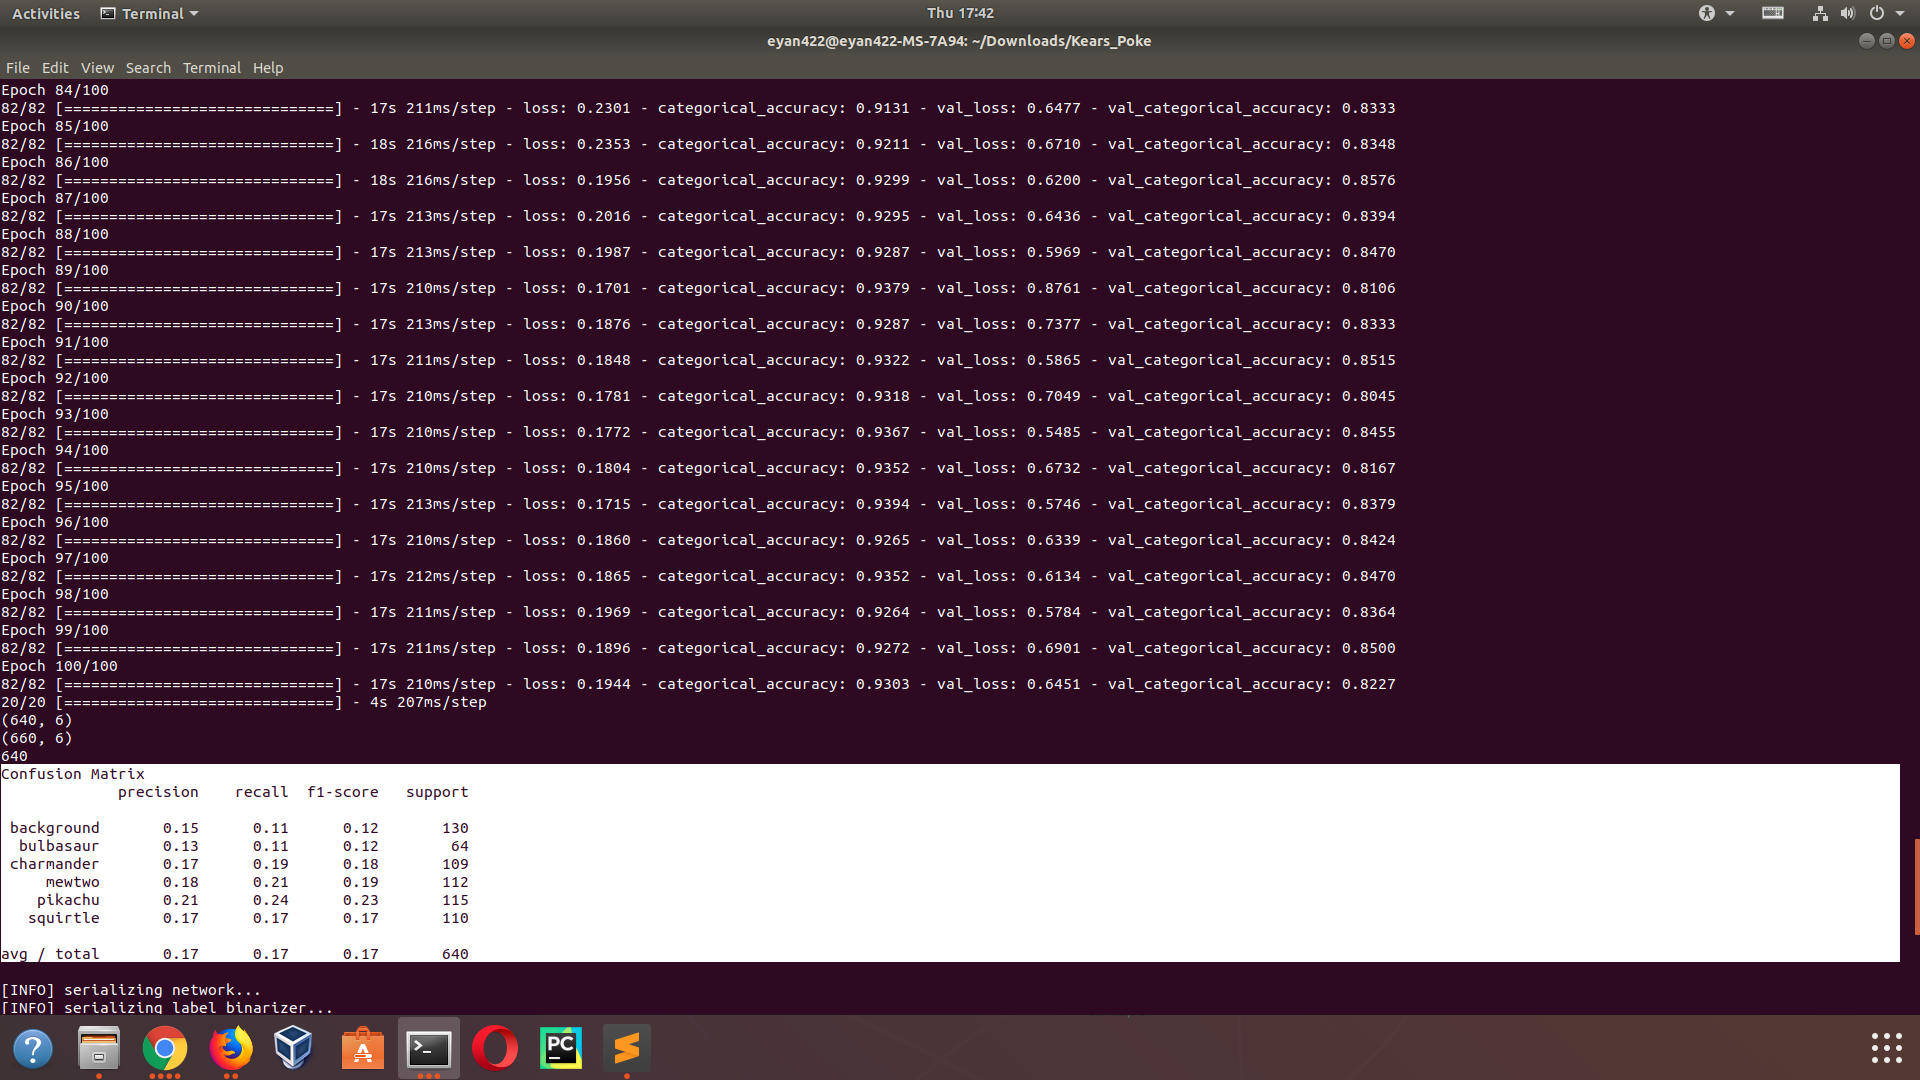 Activities Terminal Thu 17:42
eyan422@eyan422-MS-7A94: ~/Downloads/Kears_Poke
File Edit View Search Terminal Help
Epoch 84/100
82/82 [==============================] - 17s 211ms/step - loss: 0.2301 - categorical_accuracy: 0.9131 - val_loss: 0.6477 - val_categorical_accuracy: 0.8333
Epoch 85/100
82/82 [==============================] - 18s 216ms/step - loss: 0.2353 - categorical_accuracy: 0.9211 - val_loss: 0.6710 - val_categorical_accuracy: 0.8348
Epoch 86/100
82/82 [==============================] - 18s 216ms/step - loss: 0.1956 - categorical_accuracy: 0.9299 - val_loss: 0.6200 - val_categorical_accuracy: 0.8576
Epoch 87/100
82/82 [==============================] - 17s 213ms/step - loss: 0.2016 - categorical_accuracy: 0.9295 - val_loss: 0.6436 - val_categorical_accuracy: 0.8394
Epoch 88/100
82/82 [==============================] - 17s 213ms/step - loss: 0.1987 - categorical_accuracy: 0.9287 - val_loss: 0.5969 - val_categorical_accuracy: 0.8470
Epoch 89/100
82/82 [==============================] - 17s 210ms/step - loss: 0.1701 - categorical_accuracy: 0.9379 - val_loss: 0.8761 - val_categorical_accuracy: 0.8106
Epoch 90/100
82/82 [==============================] - 17s 213ms/step - loss: 0.1876 - categorical_accuracy: 0.9287 - val_loss: 0.7377 - val_categorical_accuracy: 0.8333
Epoch 91/100
82/82 [==============================] - 17s 211ms/step - loss: 0.1848 - categorical_accuracy: 0.9322 - val_loss: 0.5865 - val_categorical_accuracy: 0.8515
Epoch 92/100
82/82 [==============================] - 17s 210ms/step - loss: 0.1781 - categorical_accuracy: 0.9318 - val_loss: 0.7049 - val_categorical_accuracy: 0.8045
Epoch 93/100
82/82 [==============================] - 17s 210ms/step - loss: 0.1772 - categorical_accuracy: 0.9367 - val_loss: 0.5485 - val_categorical_accuracy: 0.8455
Epoch 94/100
82/82 [==============================] - 17s 210ms/step - loss: 0.1804 - categorical_accuracy: 0.9352 - val_loss: 0.6732 - val_categorical_accuracy: 0.8167
Epoch 95/100
82/82 [==============================] - 17s 213ms/step - loss: 0.1715 - categorical_accuracy: 0.9394 - val_loss: 0.5746 - val_categorical_accuracy: 0.8379
Epoch 96/100
82/82 [==============================] - 17s 210ms/step - loss: 0.1860 - categorical_accuracy: 0.9265 - val_loss: 0.6339 - val_categorical_accuracy: 0.8424
Epoch 97/100
82/82 [==============================] - 17s 212ms/step - loss: 0.1865 - categorical_accuracy: 0.9352 - val_loss: 0.6134 - val_categorical_accuracy: 0.8470
Epoch 98/100
82/82 [==============================] - 17s 211ms/step - loss: 0.1969 - categorical_accuracy: 0.9264 - val_loss: 0.5784 - val_categorical_accuracy: 0.8364
Epoch 99/100
82/82 [==============================] - 17s 211ms/step - loss: 0.1896 - categorical_accuracy: 0.9272 - val_loss: 0.6901 - val_categorical_accuracy: 0.8500
Epoch 100/100
82/82 [==============================] - 17s 210ms/step - loss: 0.1944 - categorical_accuracy: 0.9303 - val_loss: 0.6451 - val_categorical_accuracy: 0.8227
20/20 [==============================] - 4s 207ms/step
(640, 6)
(660, 6)
640
Confusion Matrix
precision recall f1-score support
background 0.15 0.11 0.12 130
bulbasaur 0.13 0.11 0.12 64
charmander 0.17 0.19 0.18 109
mewtwo 0.18 0.21 0.19 112
pikachu 0.21 0.24 0.23 115
squirtle 0.17 0.17 0.17 110
avg / total 0.17 0.17 0.17 640
[INFO] serializing network...
[INFO] serializing label binarizer...
PC